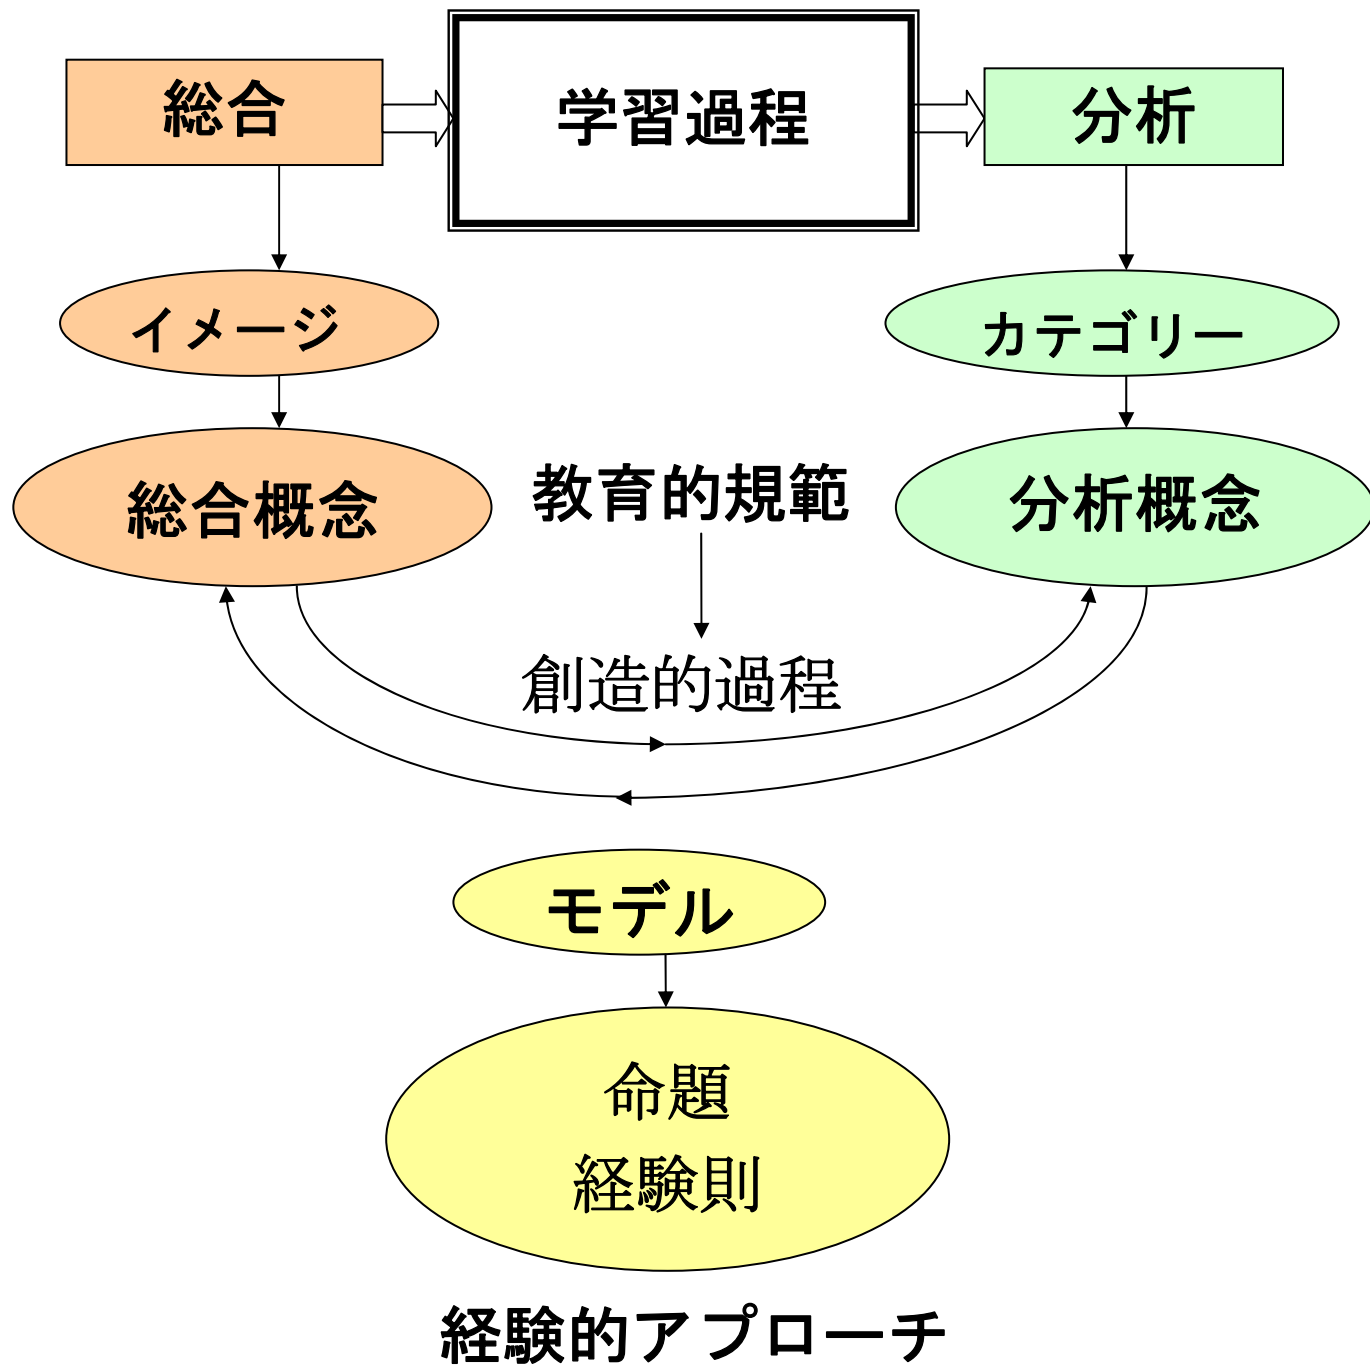 総合
学習過程
分析
イメージ
カテゴリー
総合概念
教育的規範
分析概念
創造的過程
モデル
命題
経験則
経験的アプローチ